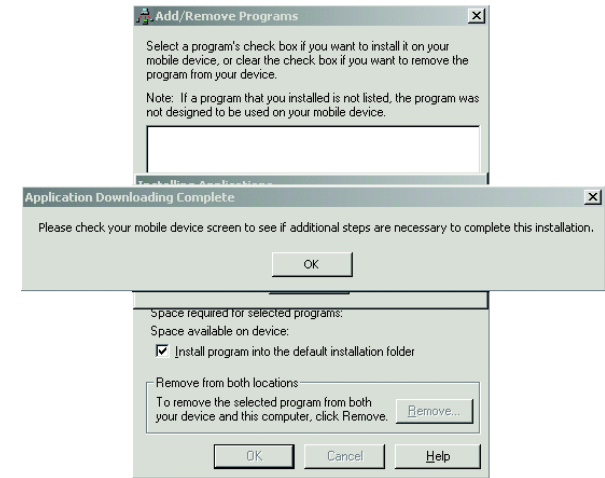 Add/Remove Programs
Select a program's check box if you want to install it on your
mobile device, or clear the check box if you want to remove the
program from your device.
Note: If a program that you installed is not listed, the program was
not designed to be used on your mobile device.
Installing Applications
Application Downloading Complete
Please check your mobile device screen to see if additional steps are necessary to complete this installation.
OK
Space required for selected programs:
Space available on device:
Install program into the default installation folder
Remove from both locations
To remove the selected program from both
your device and this computer, click Remove.
Remove...
OK
Cancel
Help